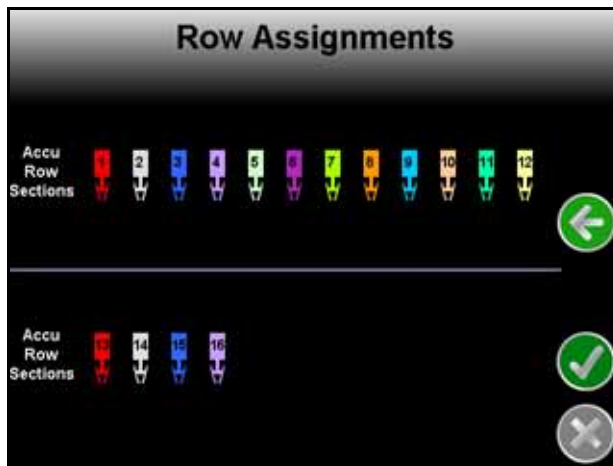 Row Assignments
Accu
Row
Sections
1 2 3 4 5 6 7 8 9 10 11 12
Accu
Row
Sections
13 14 15 16